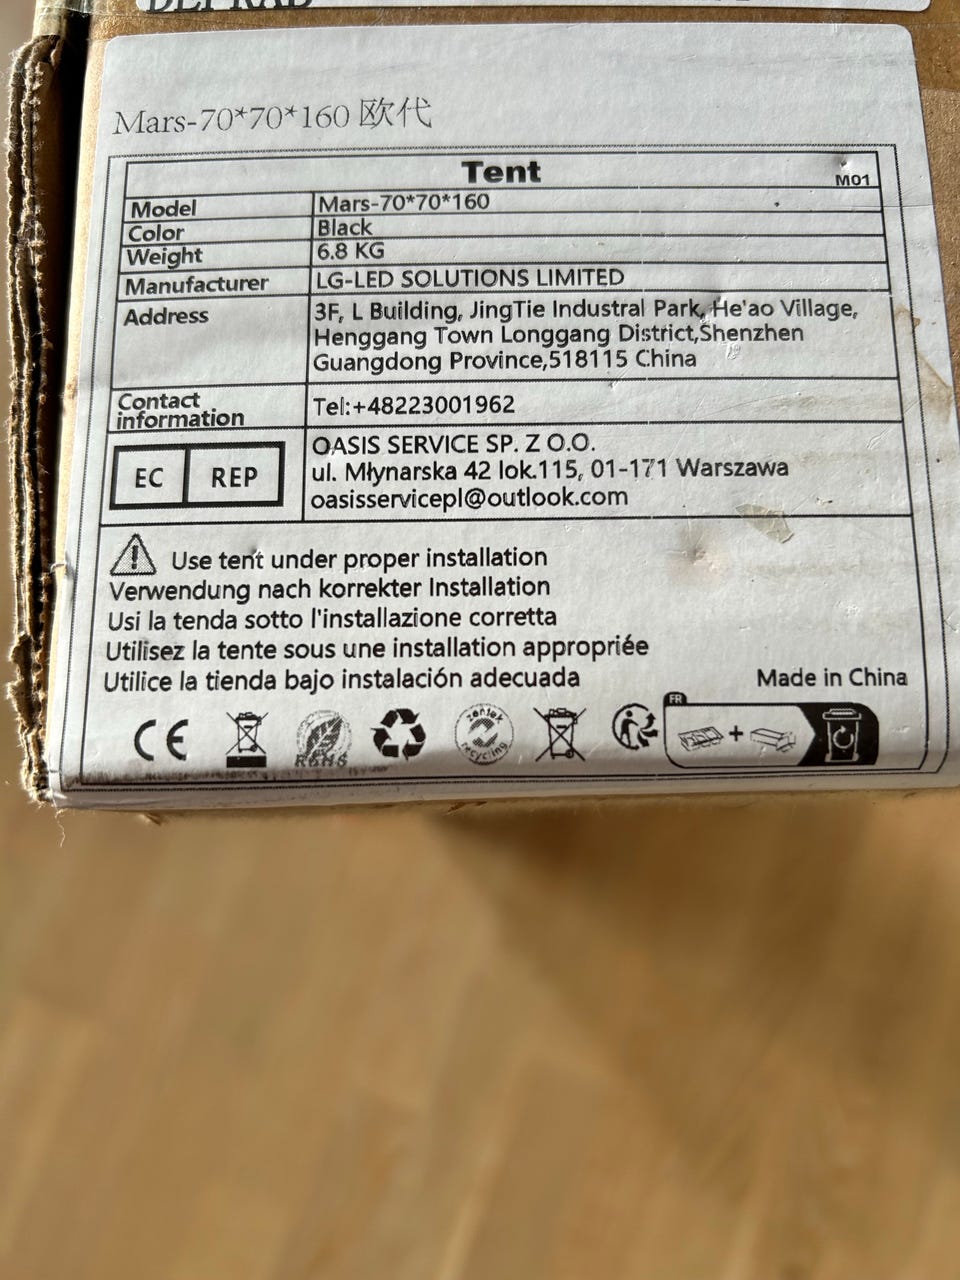 Mars-70*70*160 欧代
Tent
M01
Model Mars-70*70*160
Color Black
Weight 6.8 KG
Manufacturer LG-LED SOLUTIONS LIMITED
Address 3F, L Building, JingTie Industral Park, He'ao Village,
Henggang Town Longgang District,Shenzhen
Guangdong Province,518115 China
Contact
information Tel:+48223001962
EC REP OASIS SERVICE SP. Z O.O.
ul. Młynarska 42 lok.115, 01-171 Warszawa
oasisservicepl@outlook.com
Use tent under proper installation
Verwendung nach korrekter Installation
Usi la tenda sotto l'installazione corretta
Utilisez la tente sous une installation appropriée
Utilice la tienda bajo instalación adecuada
Made in China
CE
RoHS
zentek
recycling
FR
+